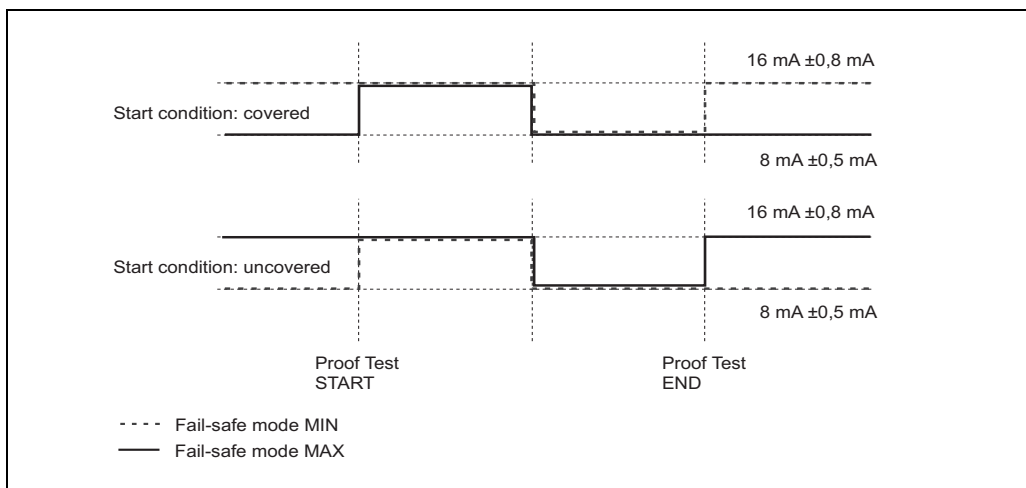 16 mA ±0,8 mA
Start condition: covered
8 mA ±0,5 mA
16 mA ±0,8 mA
Start condition: uncovered
8 mA ±0,5 mA
Proof Test
START
Proof Test
END
Fail-safe mode MIN
Fail-safe mode MAX